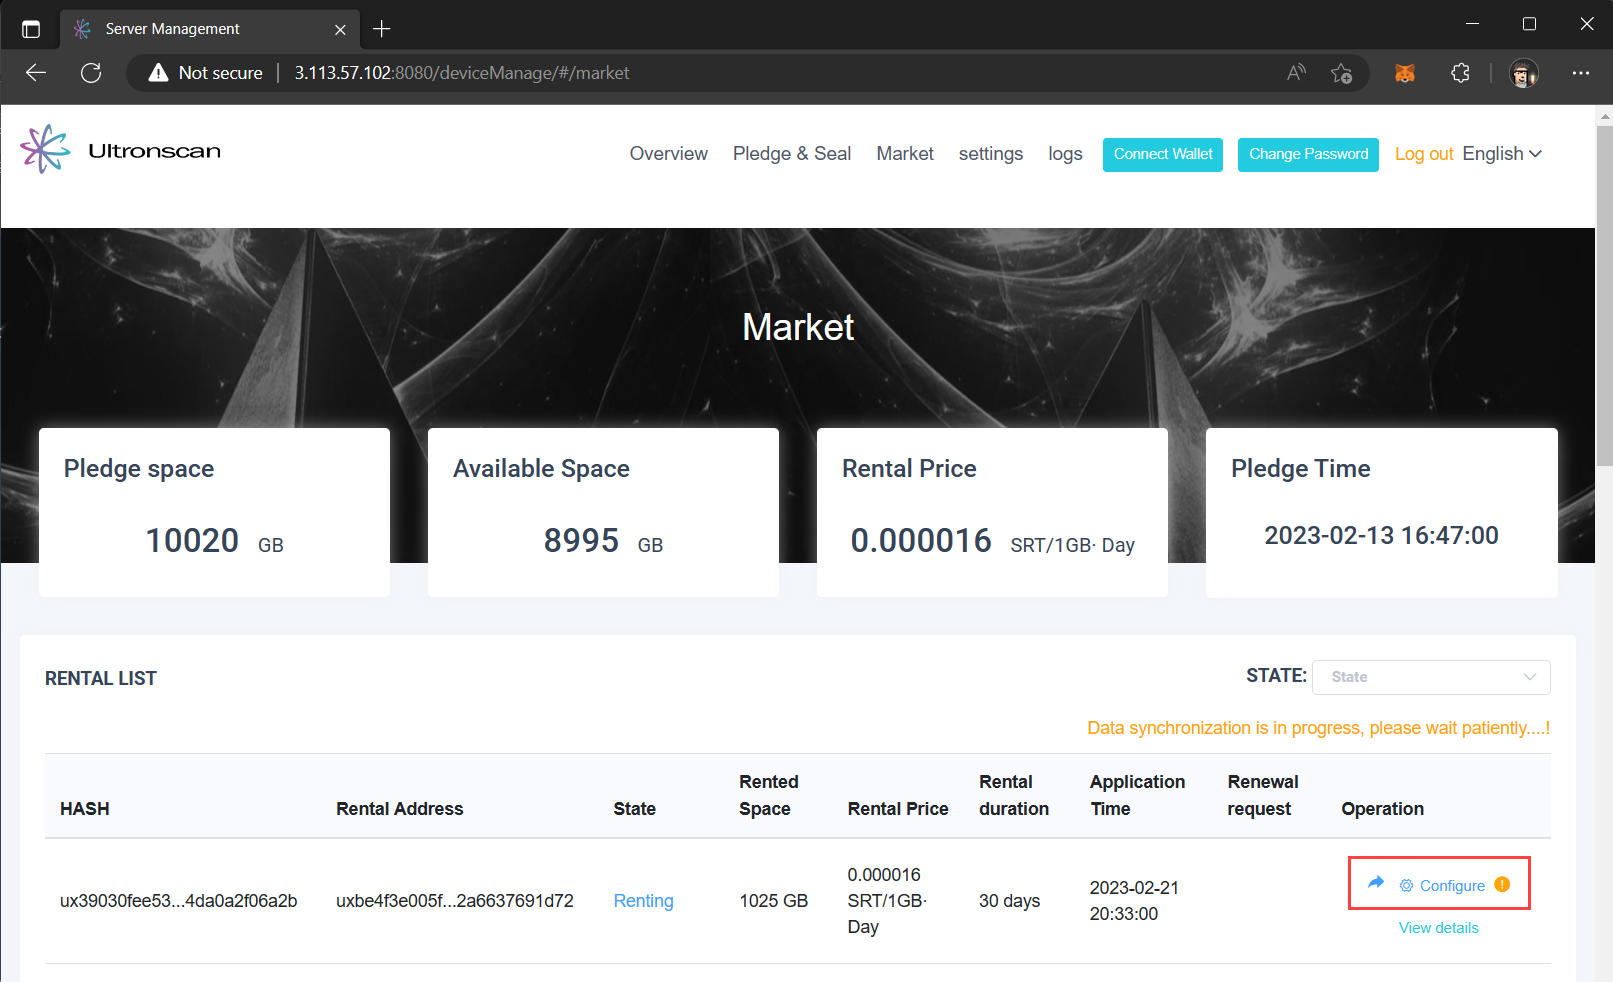 Server Management
Not secure 3.113.57.102:8080/deviceManage/#/market
Ultronscan
Overview Pledge & Seal Market settings logs Connect Wallet Change Password Log out English
Market
Pledge space
10020 GB
Available Space
8995 GB
Rental Price
0.000016 SRT/1GB· Day
Pledge Time
2023-02-13 16:47:00
RENTAL LIST
STATE: State
Data synchronization is in progress, please wait patiently....!
HASH
Rental Address
State
Rented
Space
Rental Price
Rental
duration
Application
Time
Renewal
request
Operation
ux39030fee53...4da0a2f06a2b
uxbe4f3e005f...2a6637691d72
Renting
1025 GB
0.000016
SRT/1GB·
Day
30 days
2023-02-21
20:33:00
Configure
View details